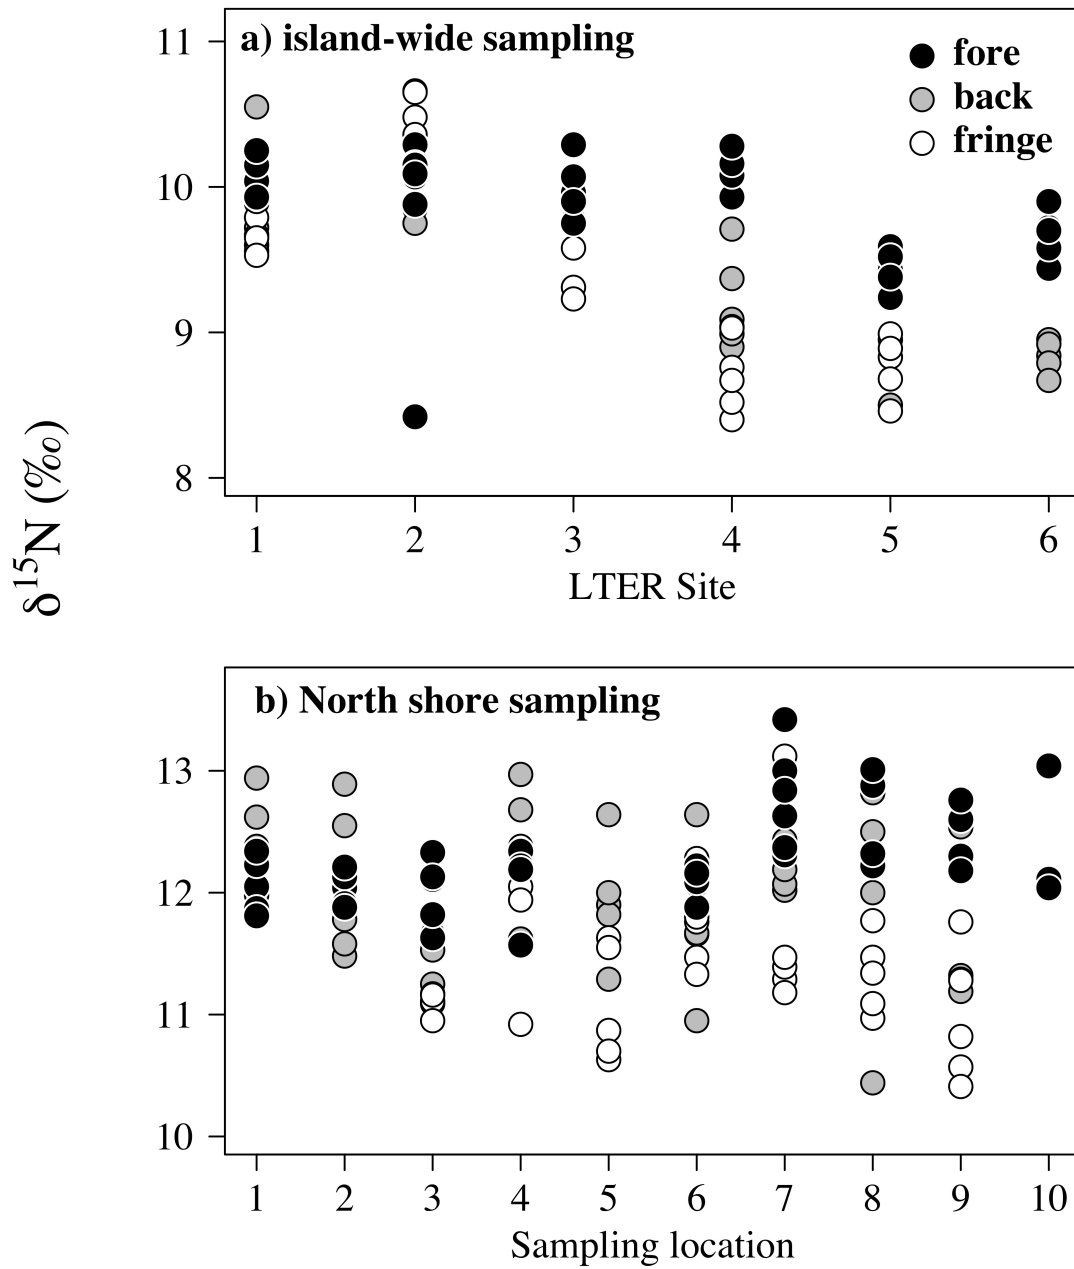 a) island-wide sampling
fore
back
fringe
11
10
9
8
1 2 3 4 5 6
LTER Site
δ15N (‰)
b) North shore sampling
13
12
11
10
1 2 3 4 5 6 7 8 9 10
Sampling location